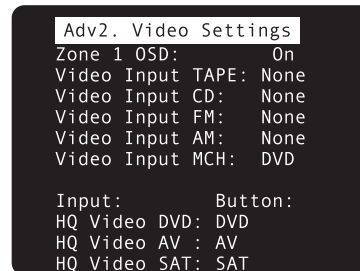 Adv2. Video Settings
Zone 1 OSD: On
Video Input TAPE: None
Video Input CD: None
Video Input FM: None
Video Input AM: None
Video Input MCH: DVD
Input: Button:
HQ Video DVD: DVD
HQ Video AV : AV
HQ Video SAT: SAT